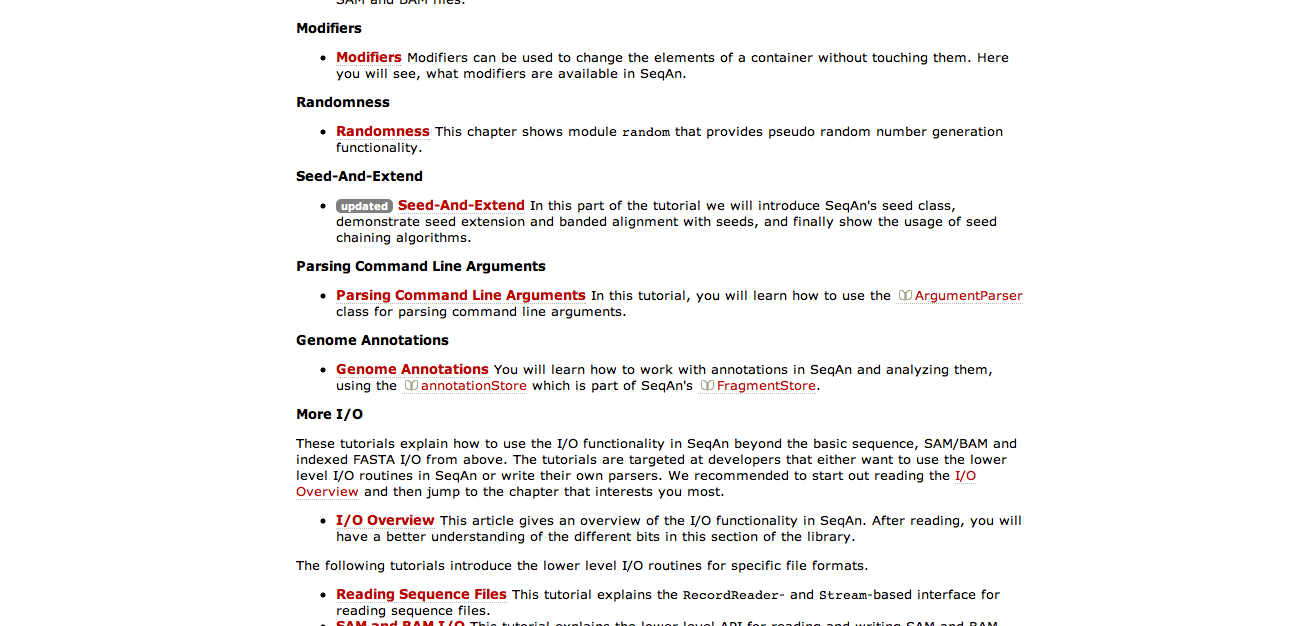 SAM and BAM files.
Modifiers
Modifiers Modifiers can be used to change the elements of a container without touching them. Here
you will see, what modifiers are available in SeqAn.
Randomness
Randomness This chapter shows module random that provides pseudo random number generation
functionality.
Seed-And-Extend
updated Seed-And-Extend In this part of the tutorial we will introduce SeqAn's seed class,
demonstrate seed extension and banded alignment with seeds, and finally show the usage of seed
chaining algorithms.
Parsing Command Line Arguments
Parsing Command Line Arguments In this tutorial, you will learn how to use the ArgumentParser
class for parsing command line arguments.
Genome Annotations
Genome Annotations You will learn how to work with annotations in SeqAn and analyzing them,
using the annotationStore which is part of SeqAn's FragmentStore.
More I/O
These tutorials explain how to use the I/O functionality in SeqAn beyond the basic sequence, SAM/BAM and
indexed FASTA I/O from above. The tutorials are targeted at developers that either want to use the lower
level I/O routines in SeqAn or write their own parsers. We recommended to start out reading the I/O
Overview and then jump to the chapter that interests you most.
I/O Overview This article gives an overview of the I/O functionality in SeqAn. After reading, you will
have a better understanding of the different bits in this section of the library.
The following tutorials introduce the lower level I/O routines for specific file formats.
Reading Sequence Files This tutorial explains the RecordReader- and Stream-based interface for
reading sequence files.
SAM and BAM I/O This tutorial explains the lower level API for reading and writing SAM and BAM